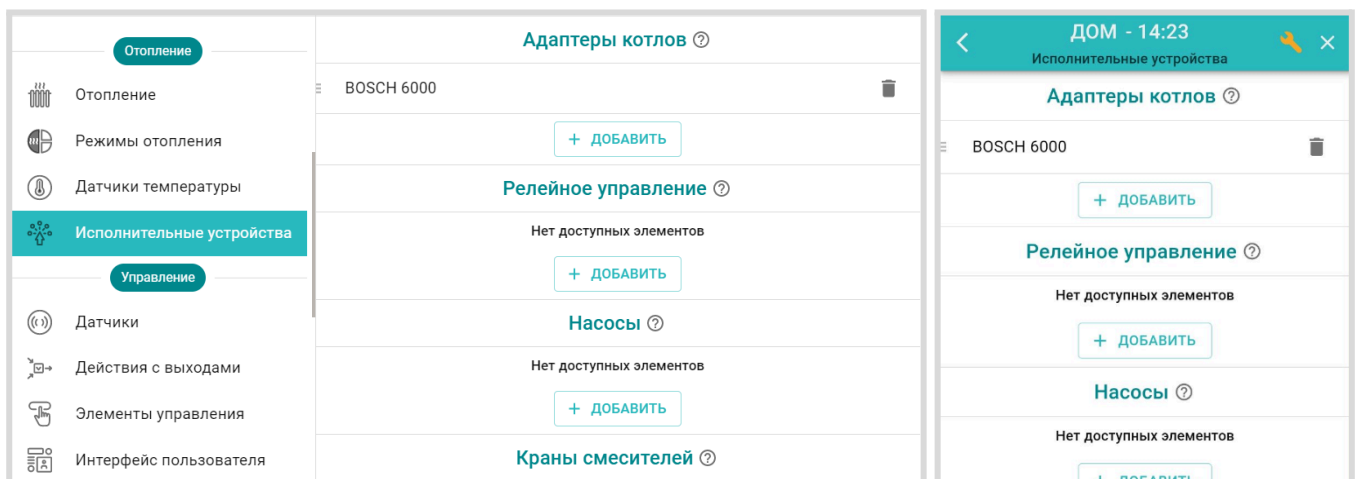 Отопление
Отопление
Режимы отопления
Датчики температуры
Исполнительные устройства
Управление
Датчики
Действия с выходами
Элементы управления
Интерфейс пользователя
Адаптеры котлов ?
BOSCH 6000
+ ДОБАВИТЬ
Релейное управление ?
Нет доступных элементов
+ ДОБАВИТЬ
Насосы ?
Нет доступных элементов
+ ДОБАВИТЬ
Краны смесителей ?
ДОМ - 14:23
Исполнительные устройства
Адаптеры котлов ?
BOSCH 6000
+ ДОБАВИТЬ
Релейное управление ?
Нет доступных элементов
+ ДОБАВИТЬ
Насосы ?
Нет доступных элементов
+ ДОБАВИТЬ